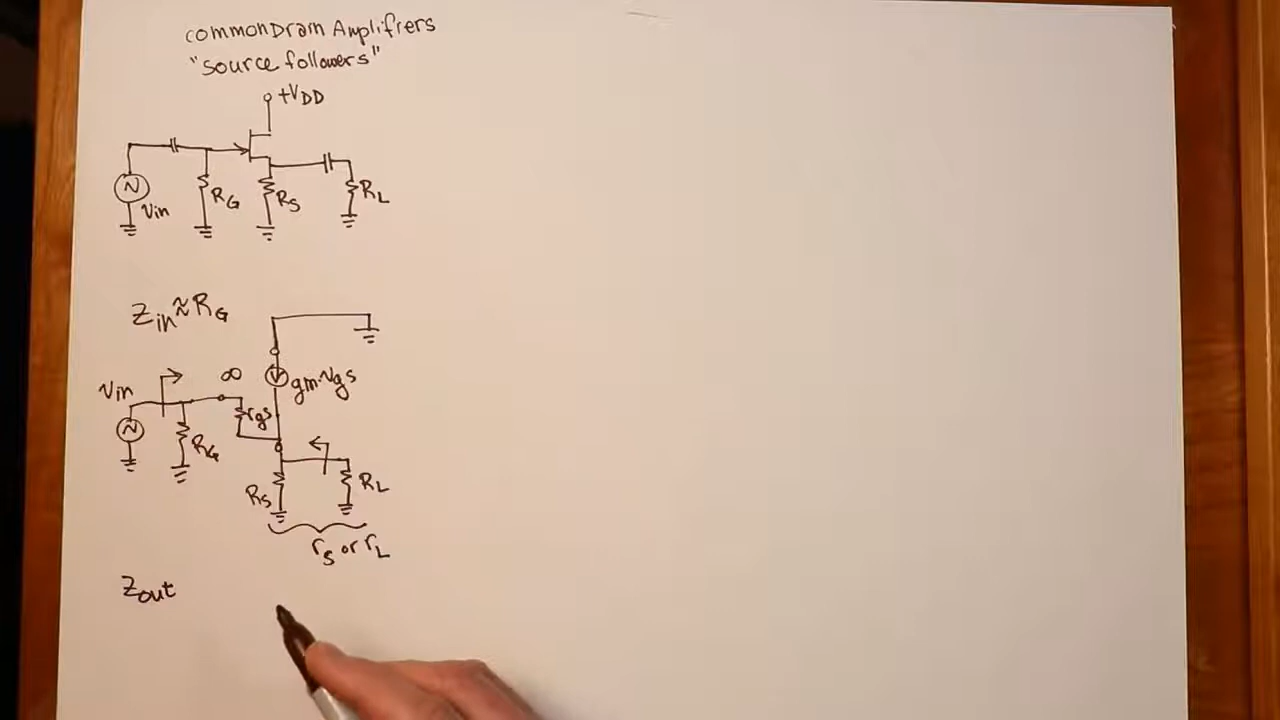 commonDrain Amplifiers
"source followers"
+VDD
Vin
RG
RS
RL
Zin≈RG
Vin
∞
gm·Vgs
rgs
RG
RS
RL
rs or rL
Zout